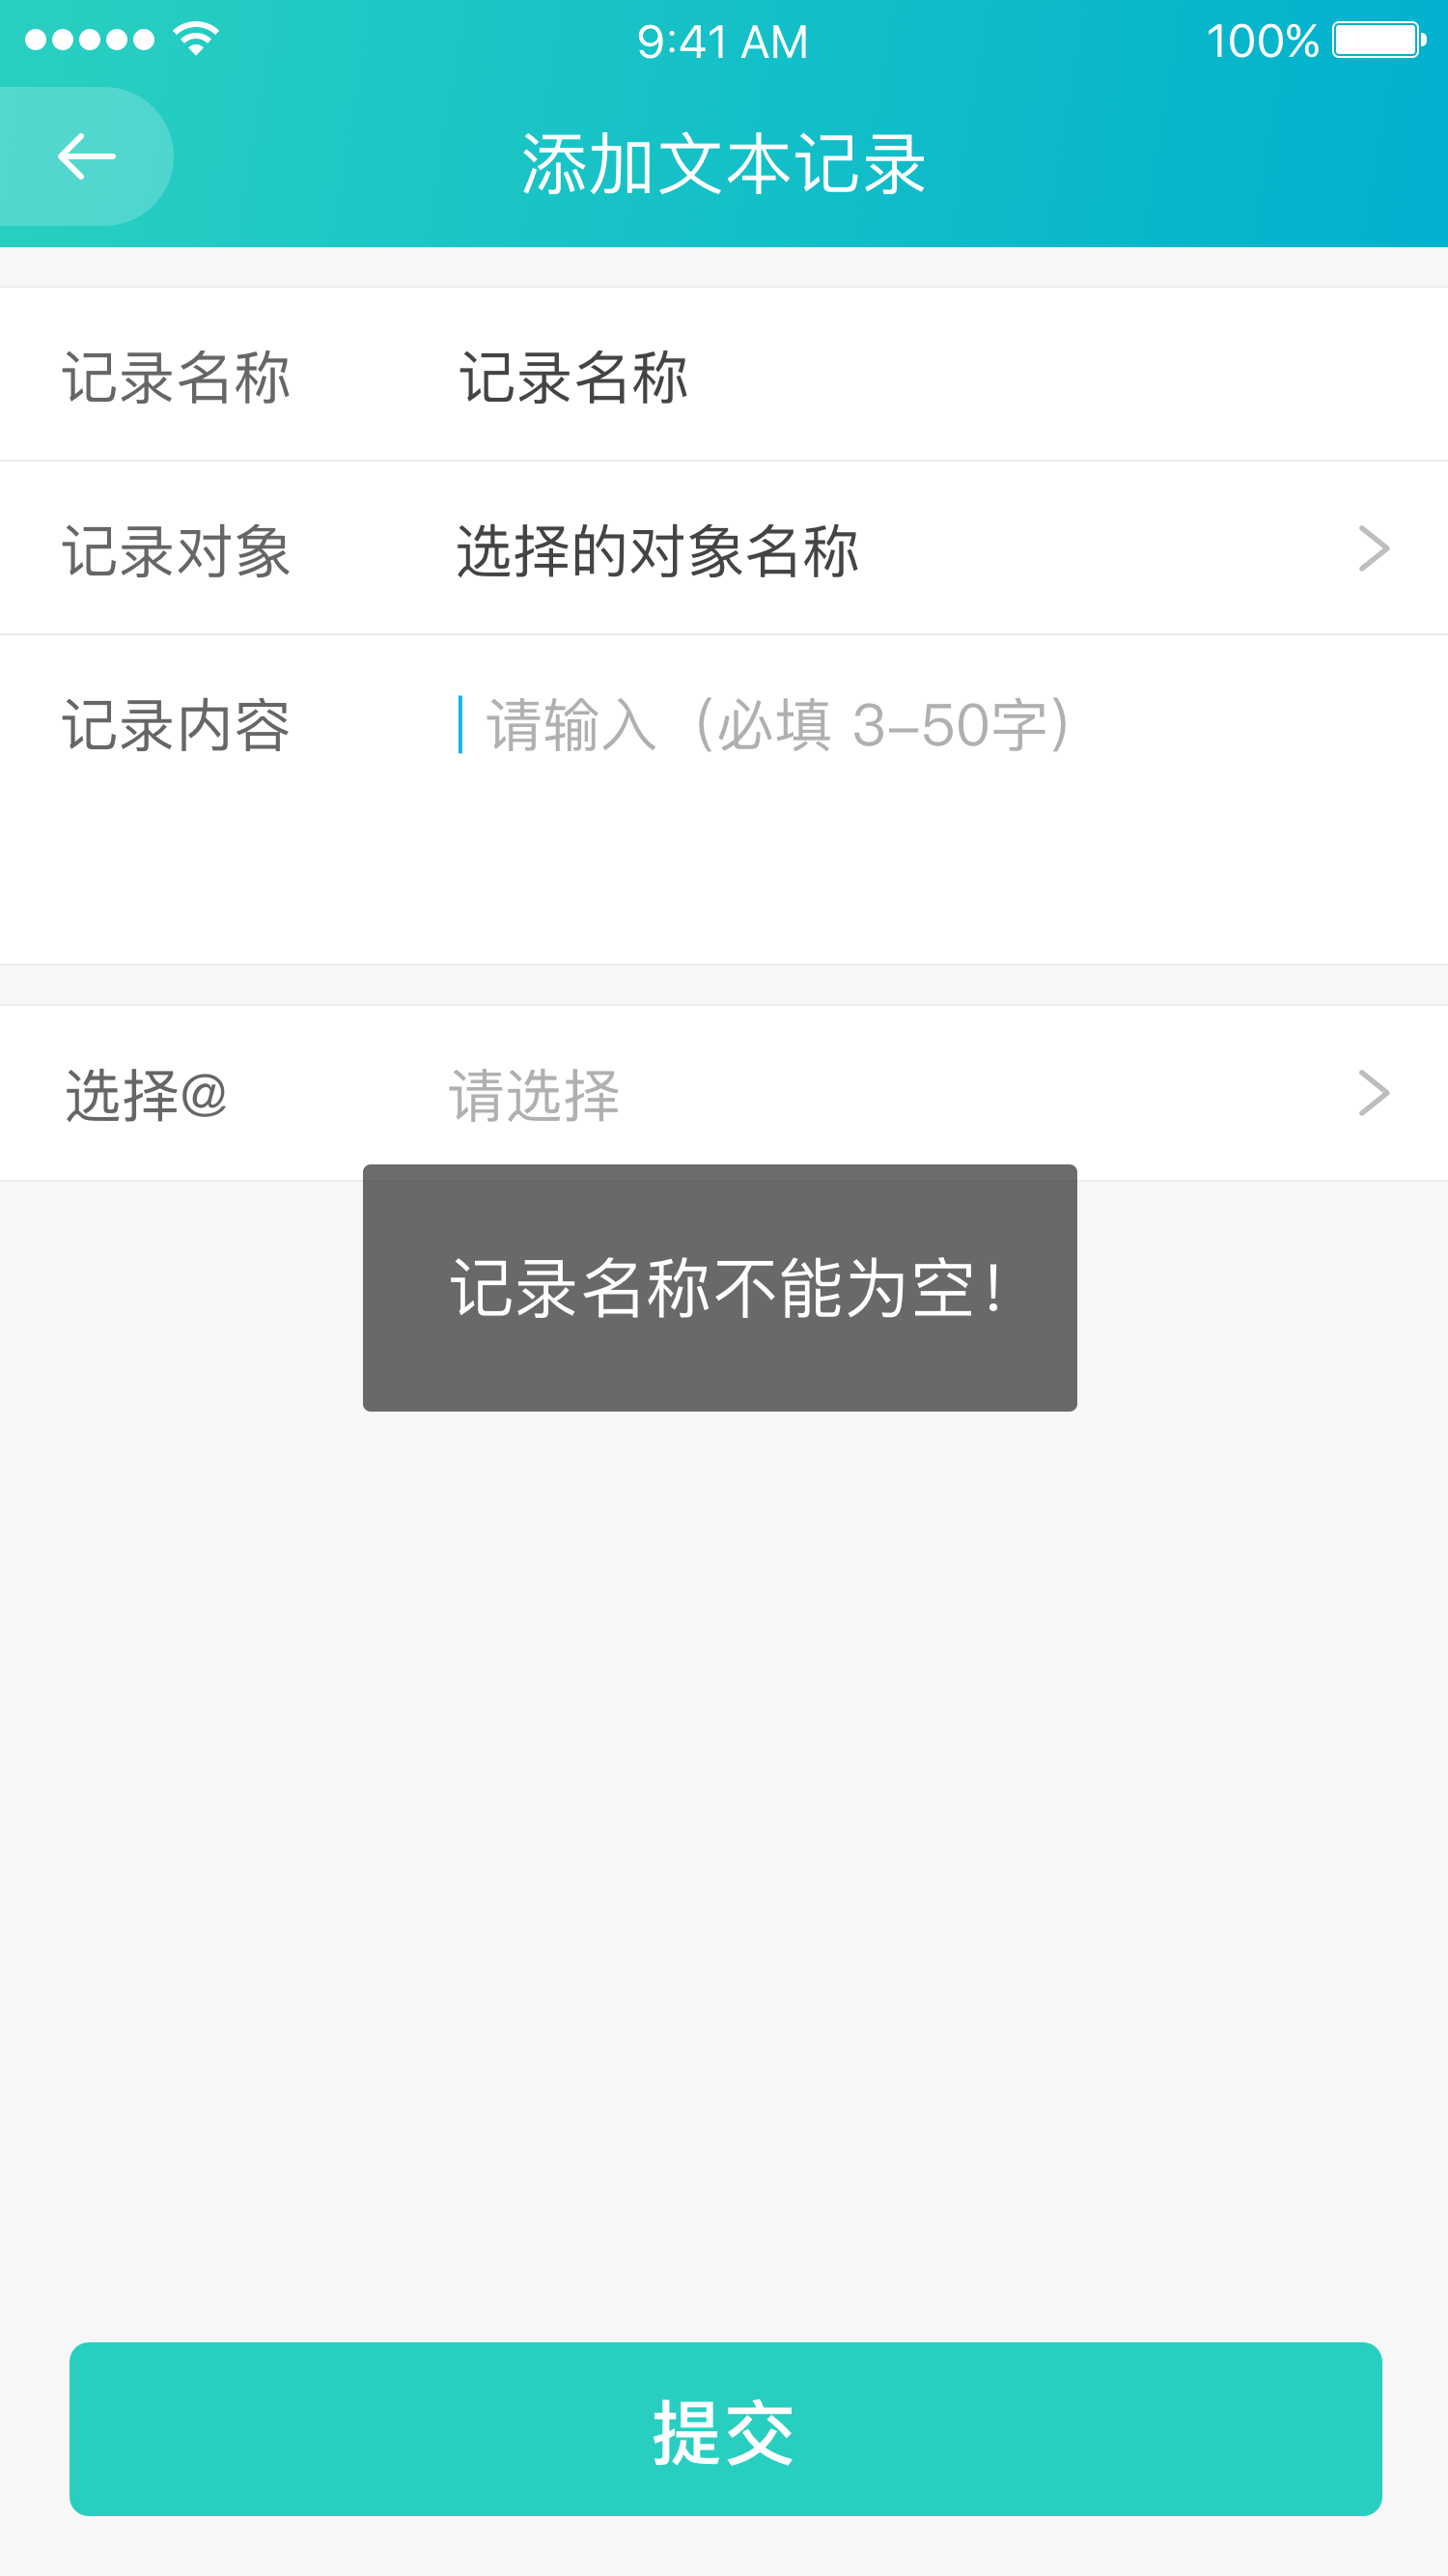 9:41 AM
100%
添加文本记录
记录名称 记录名称
记录对象 选择的对象名称
记录内容 请输入（必填 3–50字）
选择@ 请选择
记录名称不能为空！
提交